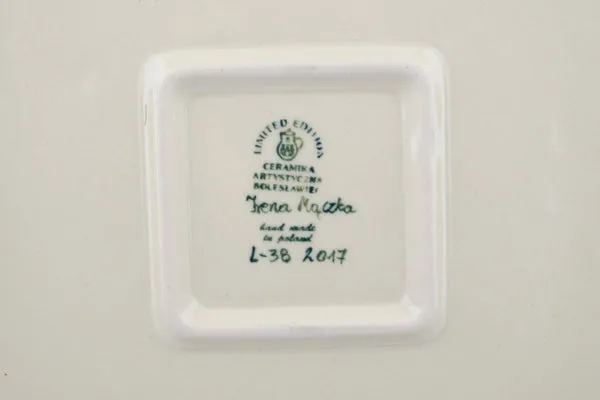 LIMITED EDITION
CERAMIKA
ARTYSTYCZNA
BOLESŁAWIEC
Irena Mączka
hand made
in poland
L-38 2017